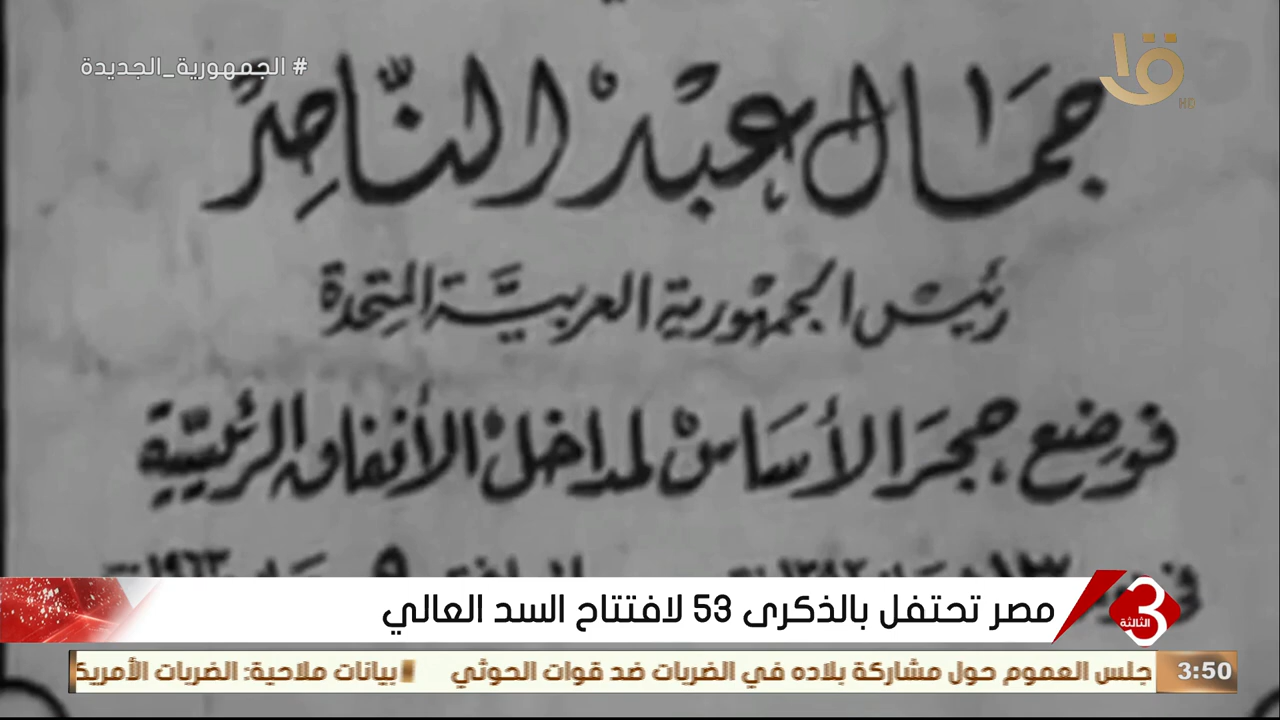 #الجمهورية_الجديدة
HD
جمال عبد الناصر
رئيس الجمهورية العربية المتحدة
فوضع حجر الأساس لمداخل الأنفاق الرئيسية
مصر تحتفل بالذكرى 53 لافتتاح السد العالي
3 الثالثة
3:50
جلس العموم حول مشاركة بلاده في الضربات ضد قوات الحوثي
بيانات ملاحية: الضربات الأمريك